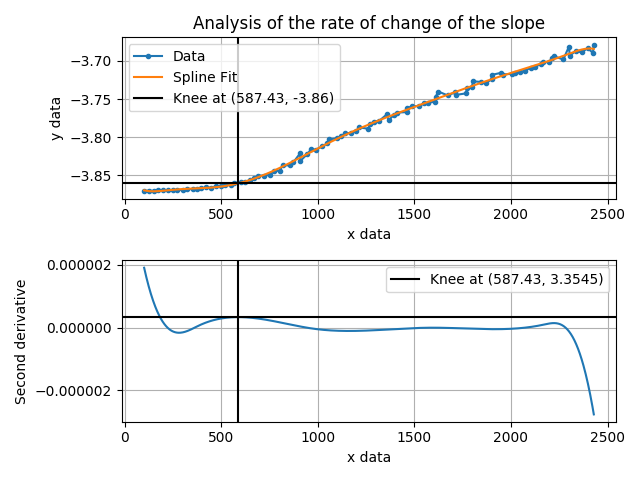 Analysis of the rate of change of the slope
Data
Spline Fit
Knee at (587.43, -3.86)
y data
−3.70
−3.75
−3.80
−3.85
0 500 1000 1500 2000 2500
x data
Knee at (587.43, 3.3545)
Second derivative
0.000002
0.000000
−0.000002
0 500 1000 1500 2000 2500
x data